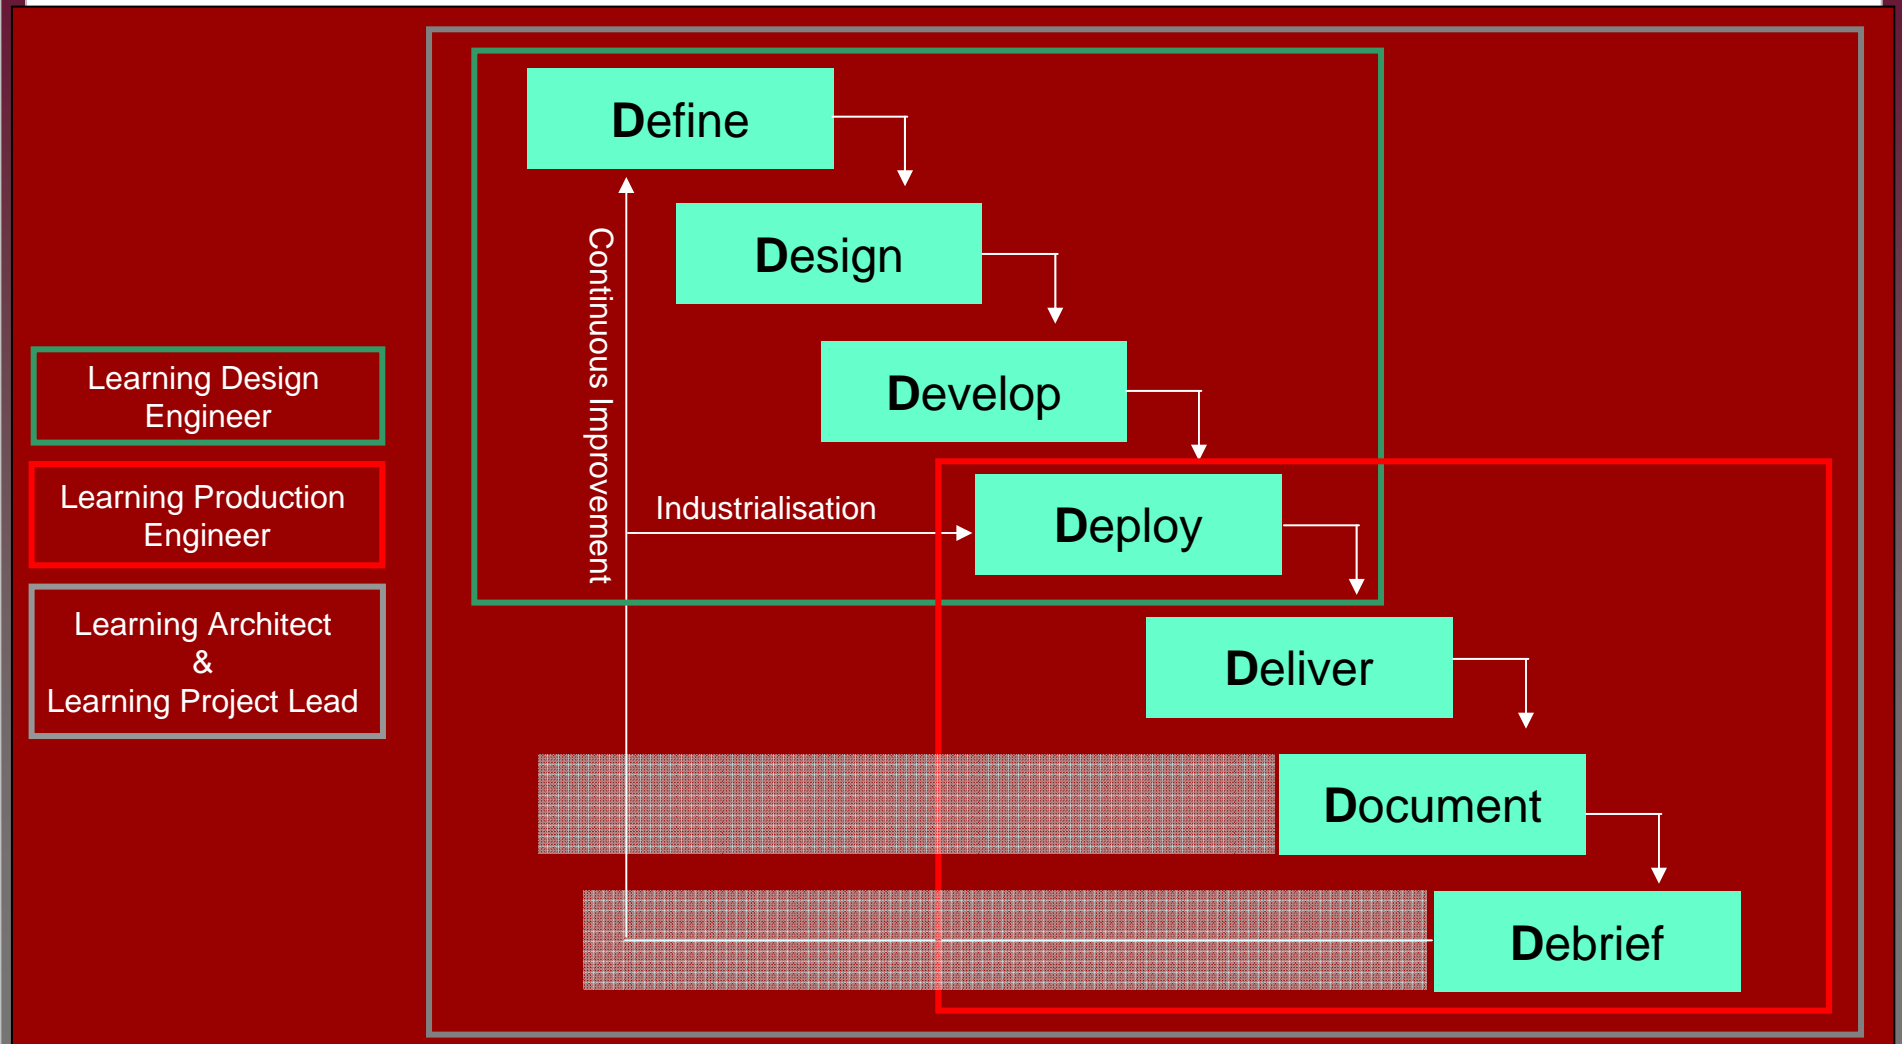 Define
Design
Develop
Continuous Improvement
Learning Design
Engineer
Learning Production
Engineer
Learning Architect
&
Learning Project Lead
Industrialisation
Deploy
Deliver
Document
Debrief